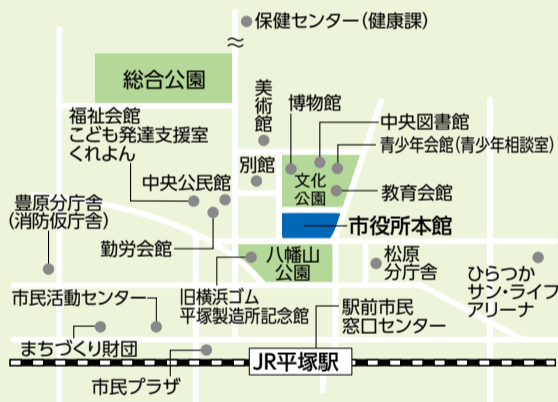 保健センター(健康課)
総合公園
美術館
博物館
中央図書館
青少年会館(青少年相談室)
福祉会館
こども発達支援室
くれよん
別館
文化
公園
教育会館
中央公民館
市役所本館
豊原分庁舎
(消防仮庁舎)
勤労会館
八幡山
公園
松原
分庁舎
ひらつか
サン・ライフ
アリーナ
市民活動センター
旧横浜ゴム
平塚製造所記念館
駅前市民
窓口センター
まちづくり財団
JR平塚駅
市民プラザ